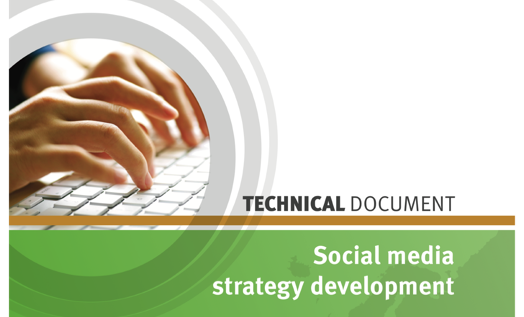 TECHNICAL DOCUMENT
Social media
strategy development